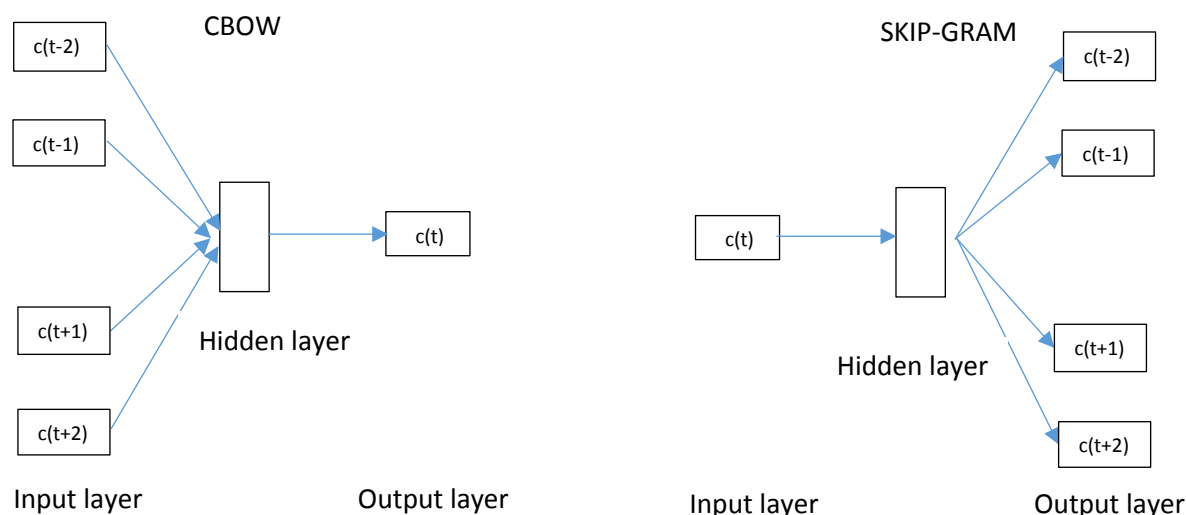 CBOW
c(t-2)
c(t-1)
c(t)
c(t+1)
Hidden layer
c(t+2)
Input layer
Output layer
SKIP-GRAM
c(t-2)
c(t-1)
c(t)
c(t+1)
Hidden layer
c(t+2)
Input layer
Output layer